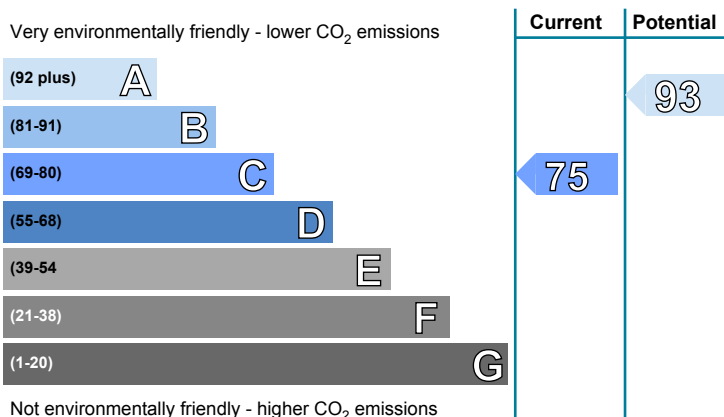 Current Potential
Very environmentally friendly - lower CO2 emissions
(92 plus) A
93
(81-91) B
(69-80) C
75
(55-68) D
(39-54 E
(21-38) F
(1-20) G
Not environmentally friendly - higher CO2 emissions